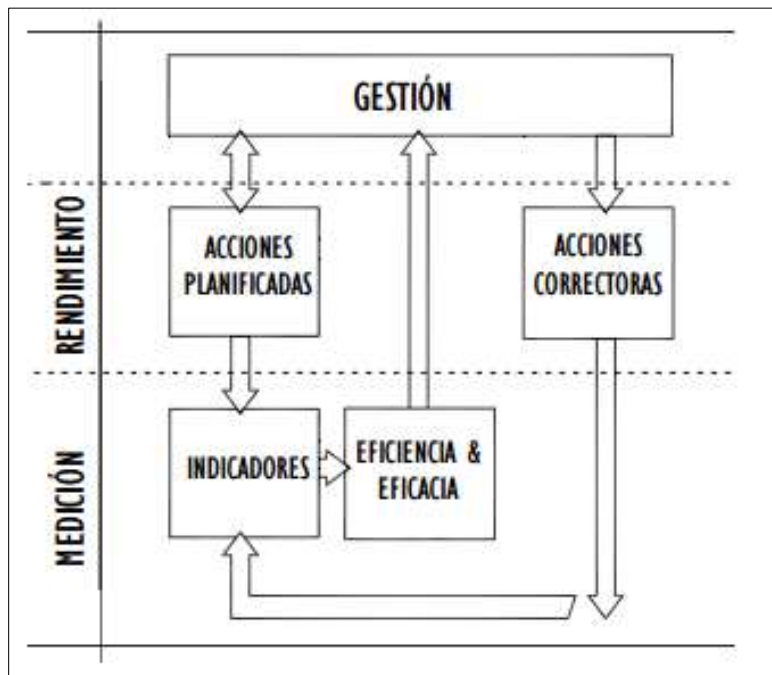 GESTIÓN
RENDIMIENTO
ACCIONES
PLANIFICADAS
ACCIONES
CORRECTORAS
MEDICIÓN
INDICADORES
EFICIENCIA &
EFICACIA